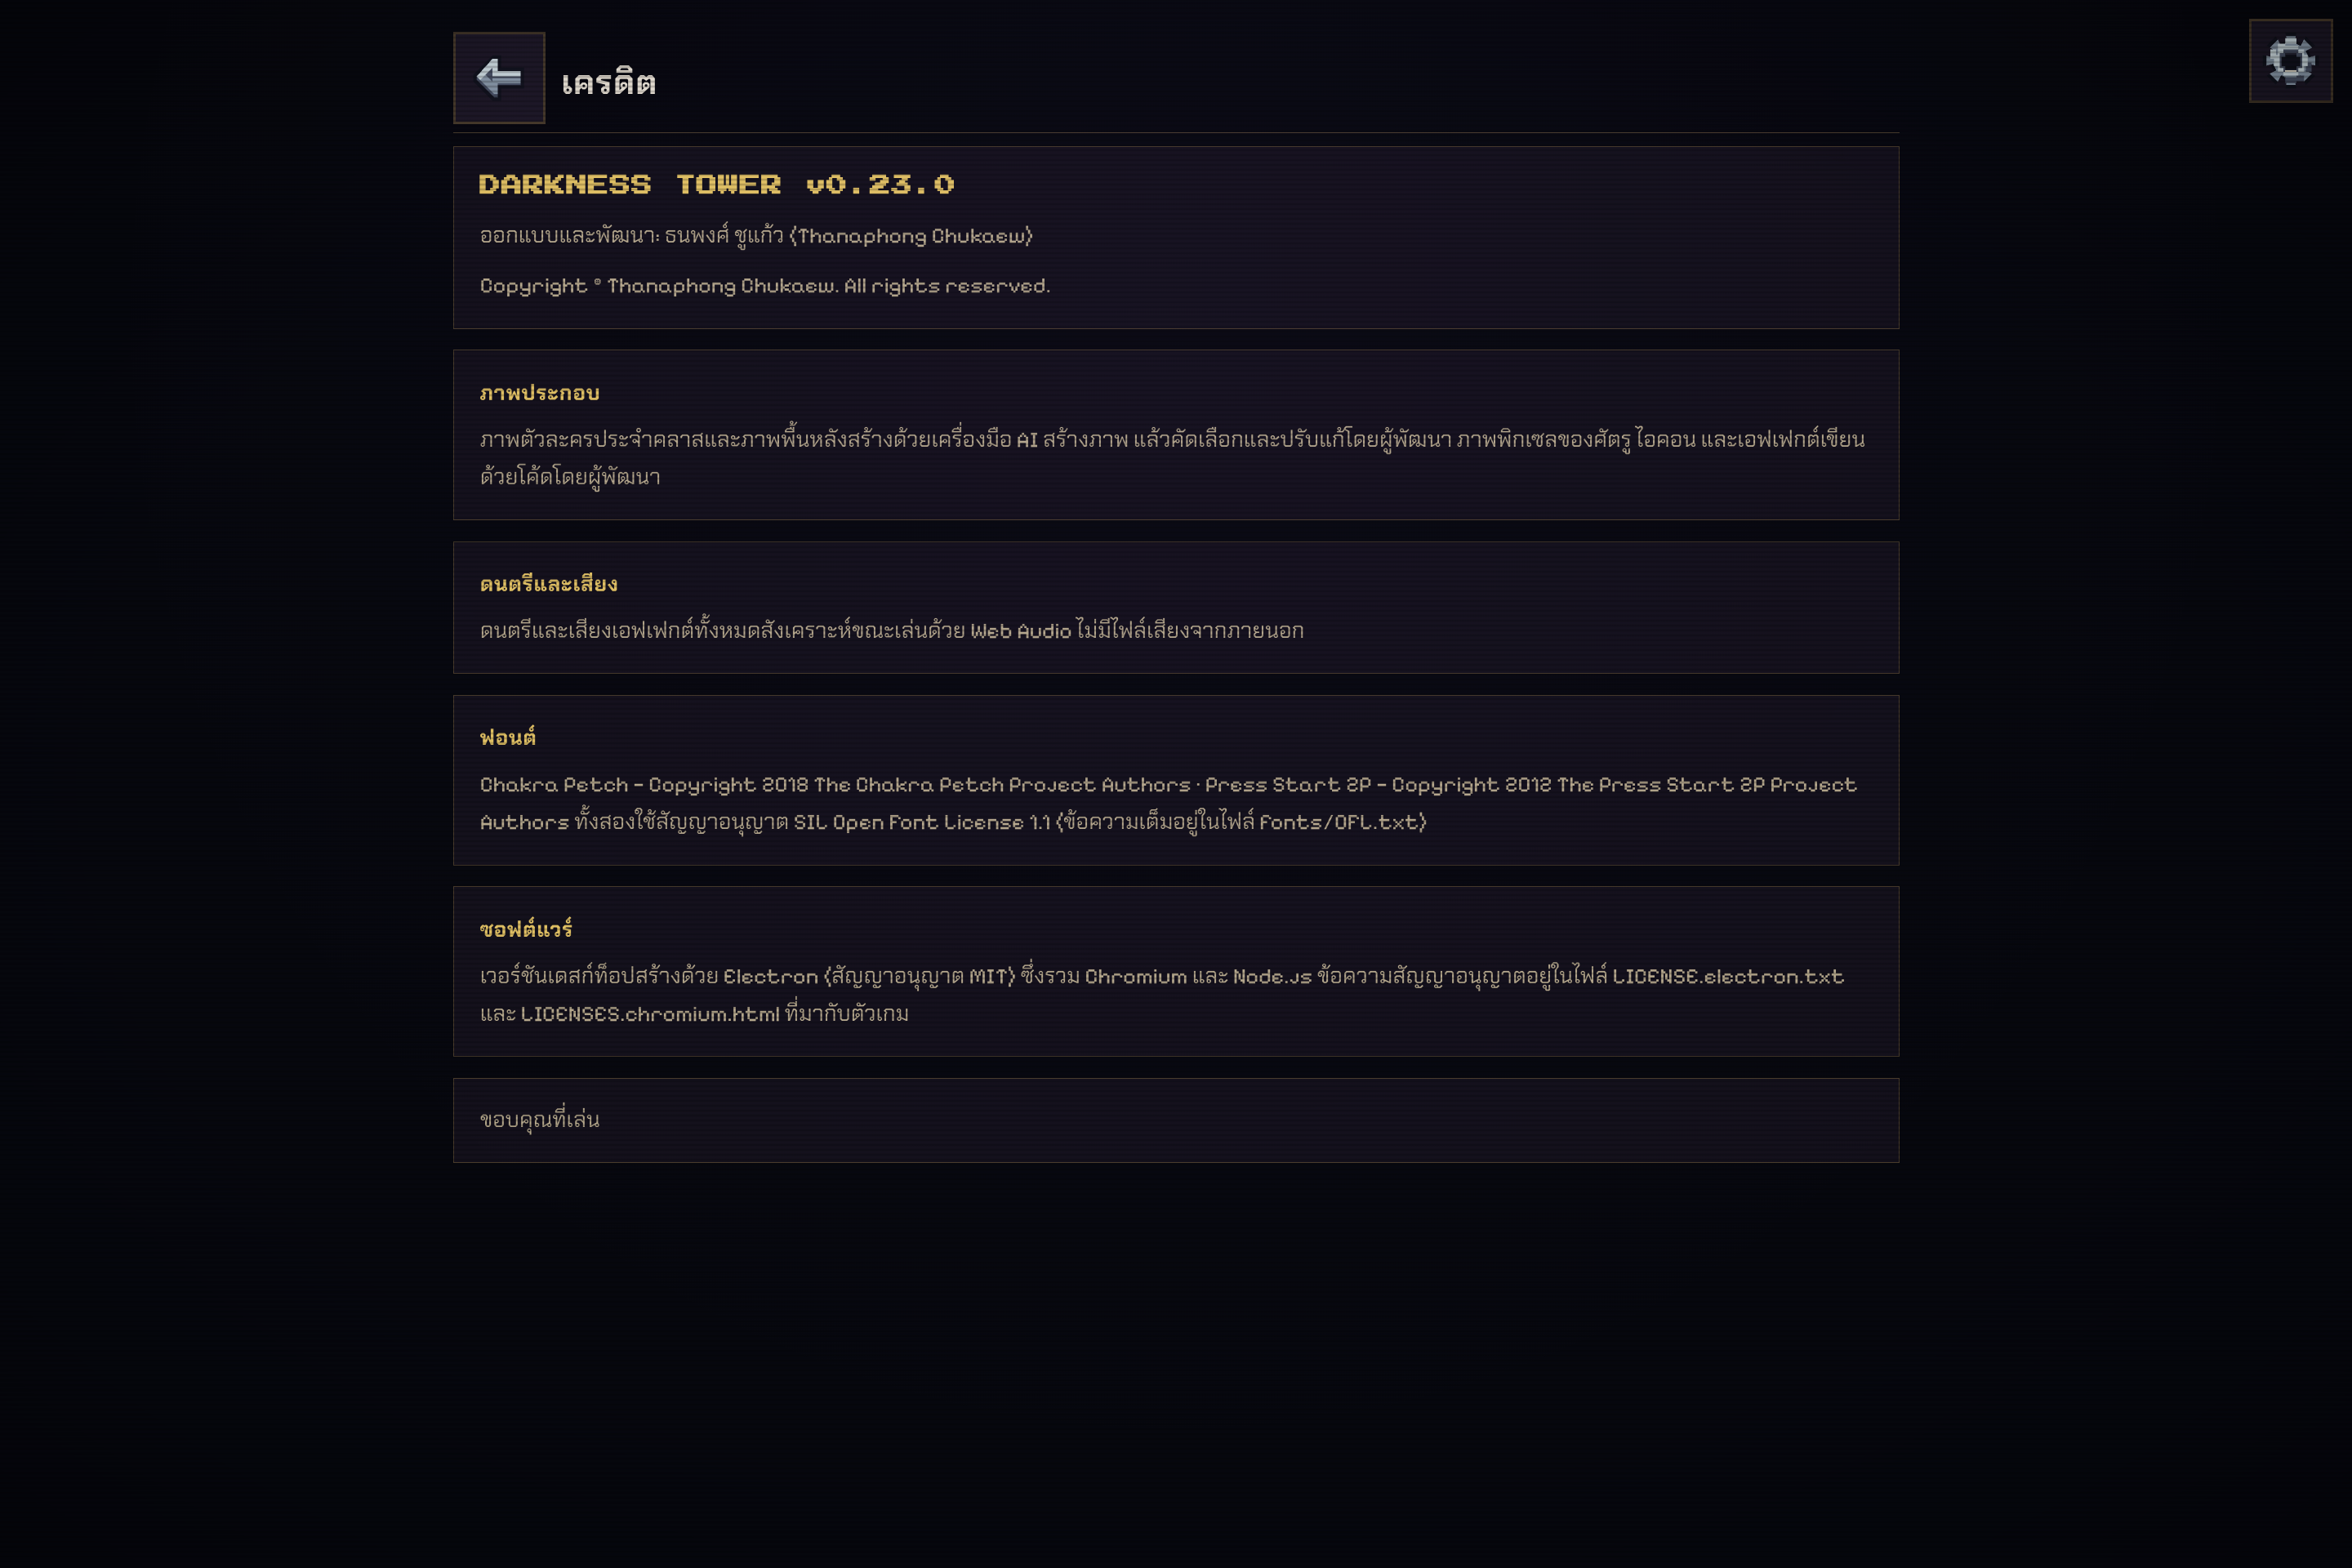 เครดิต
DARKNESS TOWER v0.23.0
ออกแบบและพัฒนา: ธนพงศ์ ชูแก้ว (Thanaphong Chukaew)
Copyright © Thanaphong Chukaew. All rights reserved.
ภาพประกอบ
ภาพตัวละครประจำคลาสและภาพพื้นหลังสร้างด้วยเครื่องมือ AI สร้างภาพ แล้วคัดเลือกและปรับแก้โดยผู้พัฒนา ภาพพิกเซลของศัตรู ไอคอน และเอฟเฟกต์เขียน
ด้วยโค้ดโดยผู้พัฒนา
ดนตรีและเสียง
ดนตรีและเสียงเอฟเฟกต์ทั้งหมดสังเคราะห์ขณะเล่นด้วย Web Audio ไม่มีไฟล์เสียงจากภายนอก
ฟอนต์
Chakra Petch – Copyright 2018 The Chakra Petch Project Authors · Press Start 2P – Copyright 2012 The Press Start 2P Project
Authors ทั้งสองใช้สัญญาอนุญาต SIL Open Font License 1.1 (ข้อความเต็มอยู่ในไฟล์ fonts/OFL.txt)
ซอฟต์แวร์
เวอร์ชันเดสก์ท็อปสร้างด้วย Electron (สัญญาอนุญาต MIT) ซึ่งรวม Chromium และ Node.js ข้อความสัญญาอนุญาตอยู่ในไฟล์ LICENSE.electron.txt
และ LICENSES.chromium.html ที่มากับตัวเกม
ขอบคุณที่เล่น